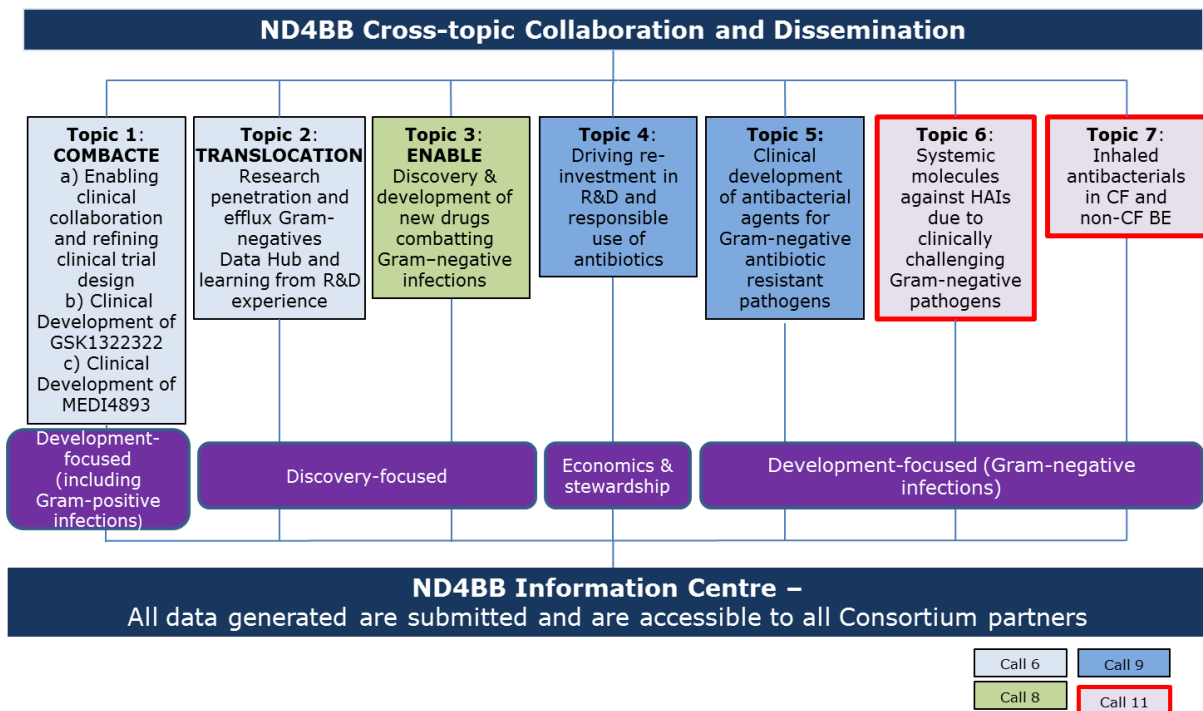 ND4BB Cross-topic Collaboration and Dissemination
Topic 1:
COMBACTE
a) Enabling
clinical
collaboration
and refining
clinical trial
design
b) Clinical
Development of
GSK1322322
c) Clinical
Development of
MEDI4893
Topic 2:
TRANSLOCATION
Research
penetration and
efflux Gram-
negatives
Data Hub and
learning from R&D
experience
Topic 3:
ENABLE
Discovery &
development of
new drugs
combatting
Gram–negative
infections
Topic 4:
Driving re-
investment in
R&D and
responsible
use of
antibiotics
Topic 5:
Clinical
development
of antibacterial
agents for
Gram-negative
antibiotic
resistant
pathogens
Topic 6:
Systemic
molecules
against HAIs
due to
clinically
challenging
Gram-negative
pathogens
Topic 7:
Inhaled
antibacterials
in CF and
non-CF BE
Development-
focused
(including
Gram-positive
infections)
Discovery-focused
Economics &
stewardship
Development-focused (Gram-negative
infections)
ND4BB Information Centre –
All data generated are submitted and are accessible to all Consortium partners
Call 6
Call 9
Call 8
Call 11